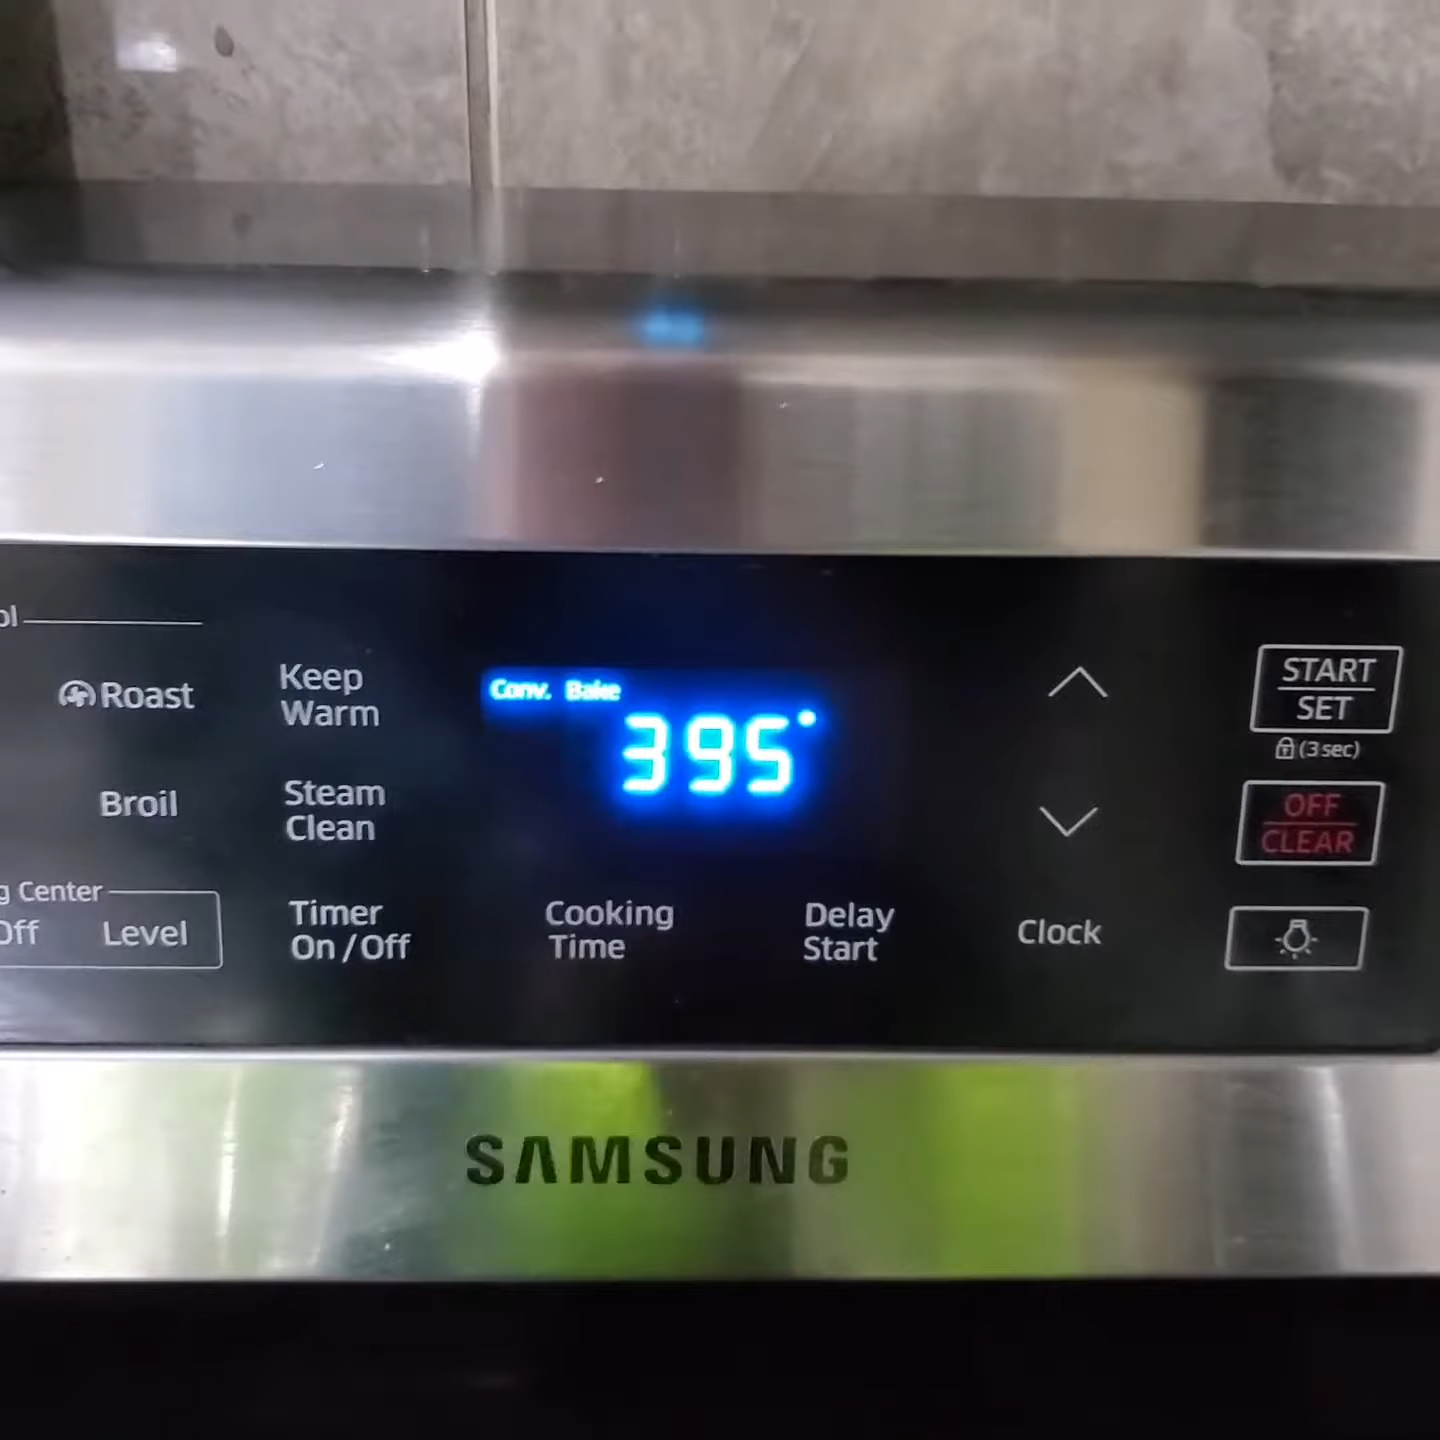 Roast
Keep
Warm
Conv. Bake
395°
START
SET
(3 sec)
Broil
Steam
Clean
OFF
CLEAR
Center
Off
Level
Timer
On/Off
Cooking
Time
Delay
Start
Clock
SAMSUNG